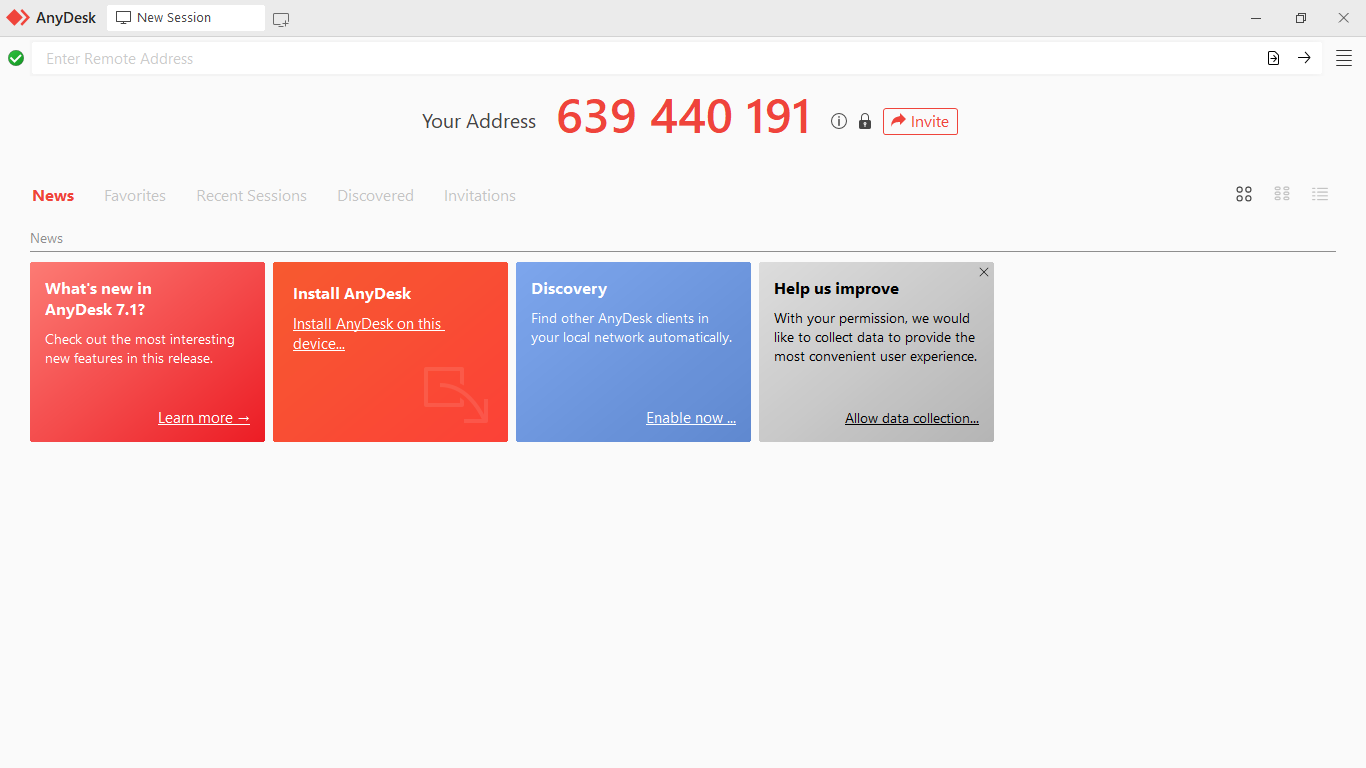 AnyDesk
New Session
Enter Remote Address
Your Address 639 440 191 Invite
News Favorites Recent Sessions Discovered Invitations
News
What's new in
AnyDesk 7.1?
Check out the most interesting
new features in this release.
Learn more →
Install AnyDesk
Install AnyDesk on this
device...
Discovery
Find other AnyDesk clients in
your local network automatically.
Enable now ...
Help us improve
With your permission, we would
like to collect data to provide the
most convenient user experience.
Allow data collection...